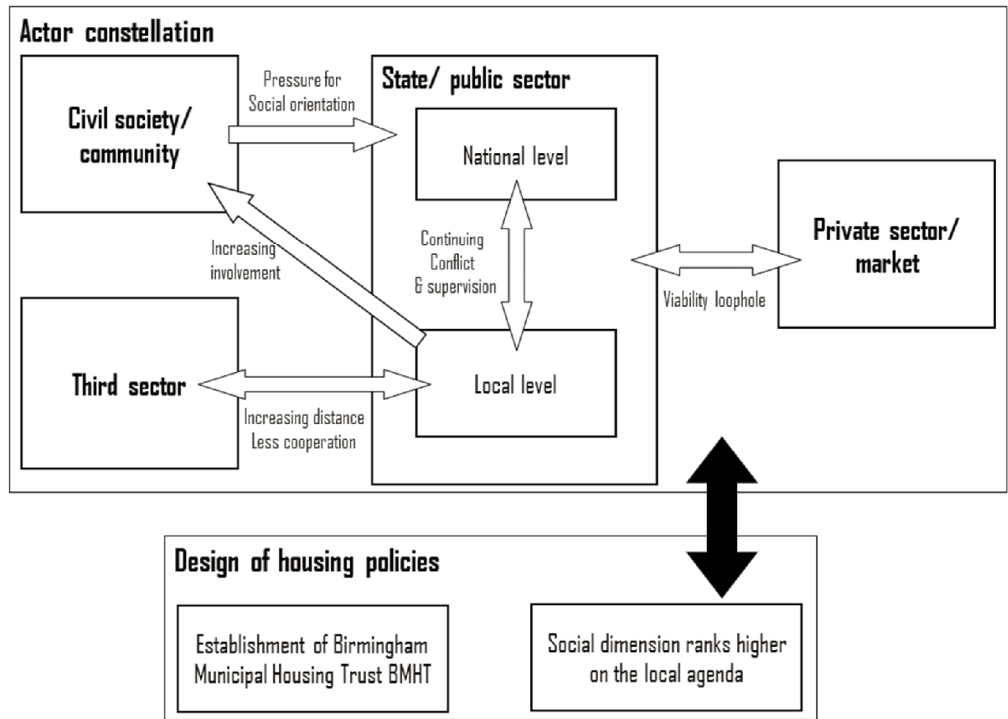 Actor constellation
Civil society/
community
Pressure for
Social orientation
State/ public sector
National level
Private sector/
market
Increasing
involvement
Continuing
Conflict
& supervision
Viability loophole
Third sector
Increasing distance
Less cooperation
Local level
Design of housing policies
Establishment of Birmingham
Municipal Housing Trust BMHT
Social dimension ranks higher
on the local agenda